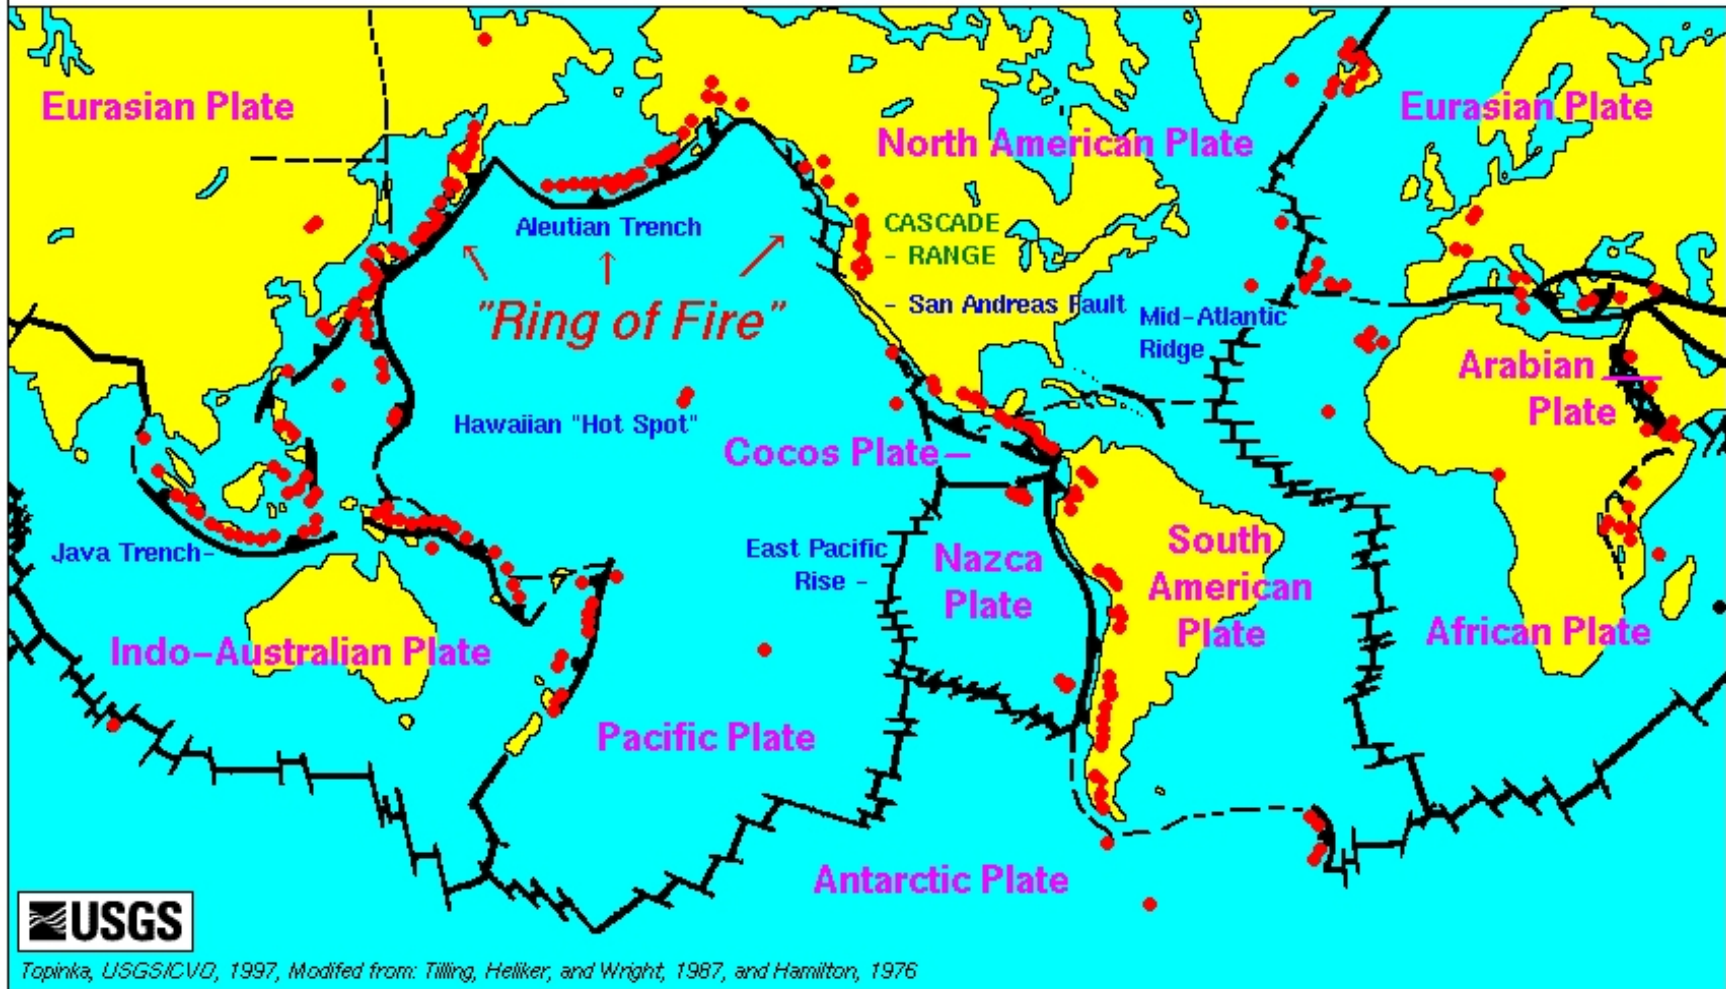 Eurasian Plate
Eurasian Plate
North American Plate
Aleutian Trench
CASCADE
- RANGE
"Ring of Fire"
- San Andreas Fault
Mid-Atlantic
Ridge
Arabian
Plate
Hawaiian "Hot Spot"
Cocos Plate
Java Trench-
East Pacific
Rise -
Nazca
Plate
South
American
Plate
Indo-Australian Plate
African Plate
Pacific Plate
Antarctic Plate
USGS
Topinka, USGS/CVO, 1997, Modifed from: Tilling, Heliker, and Wright, 1987, and Hamilton, 1976